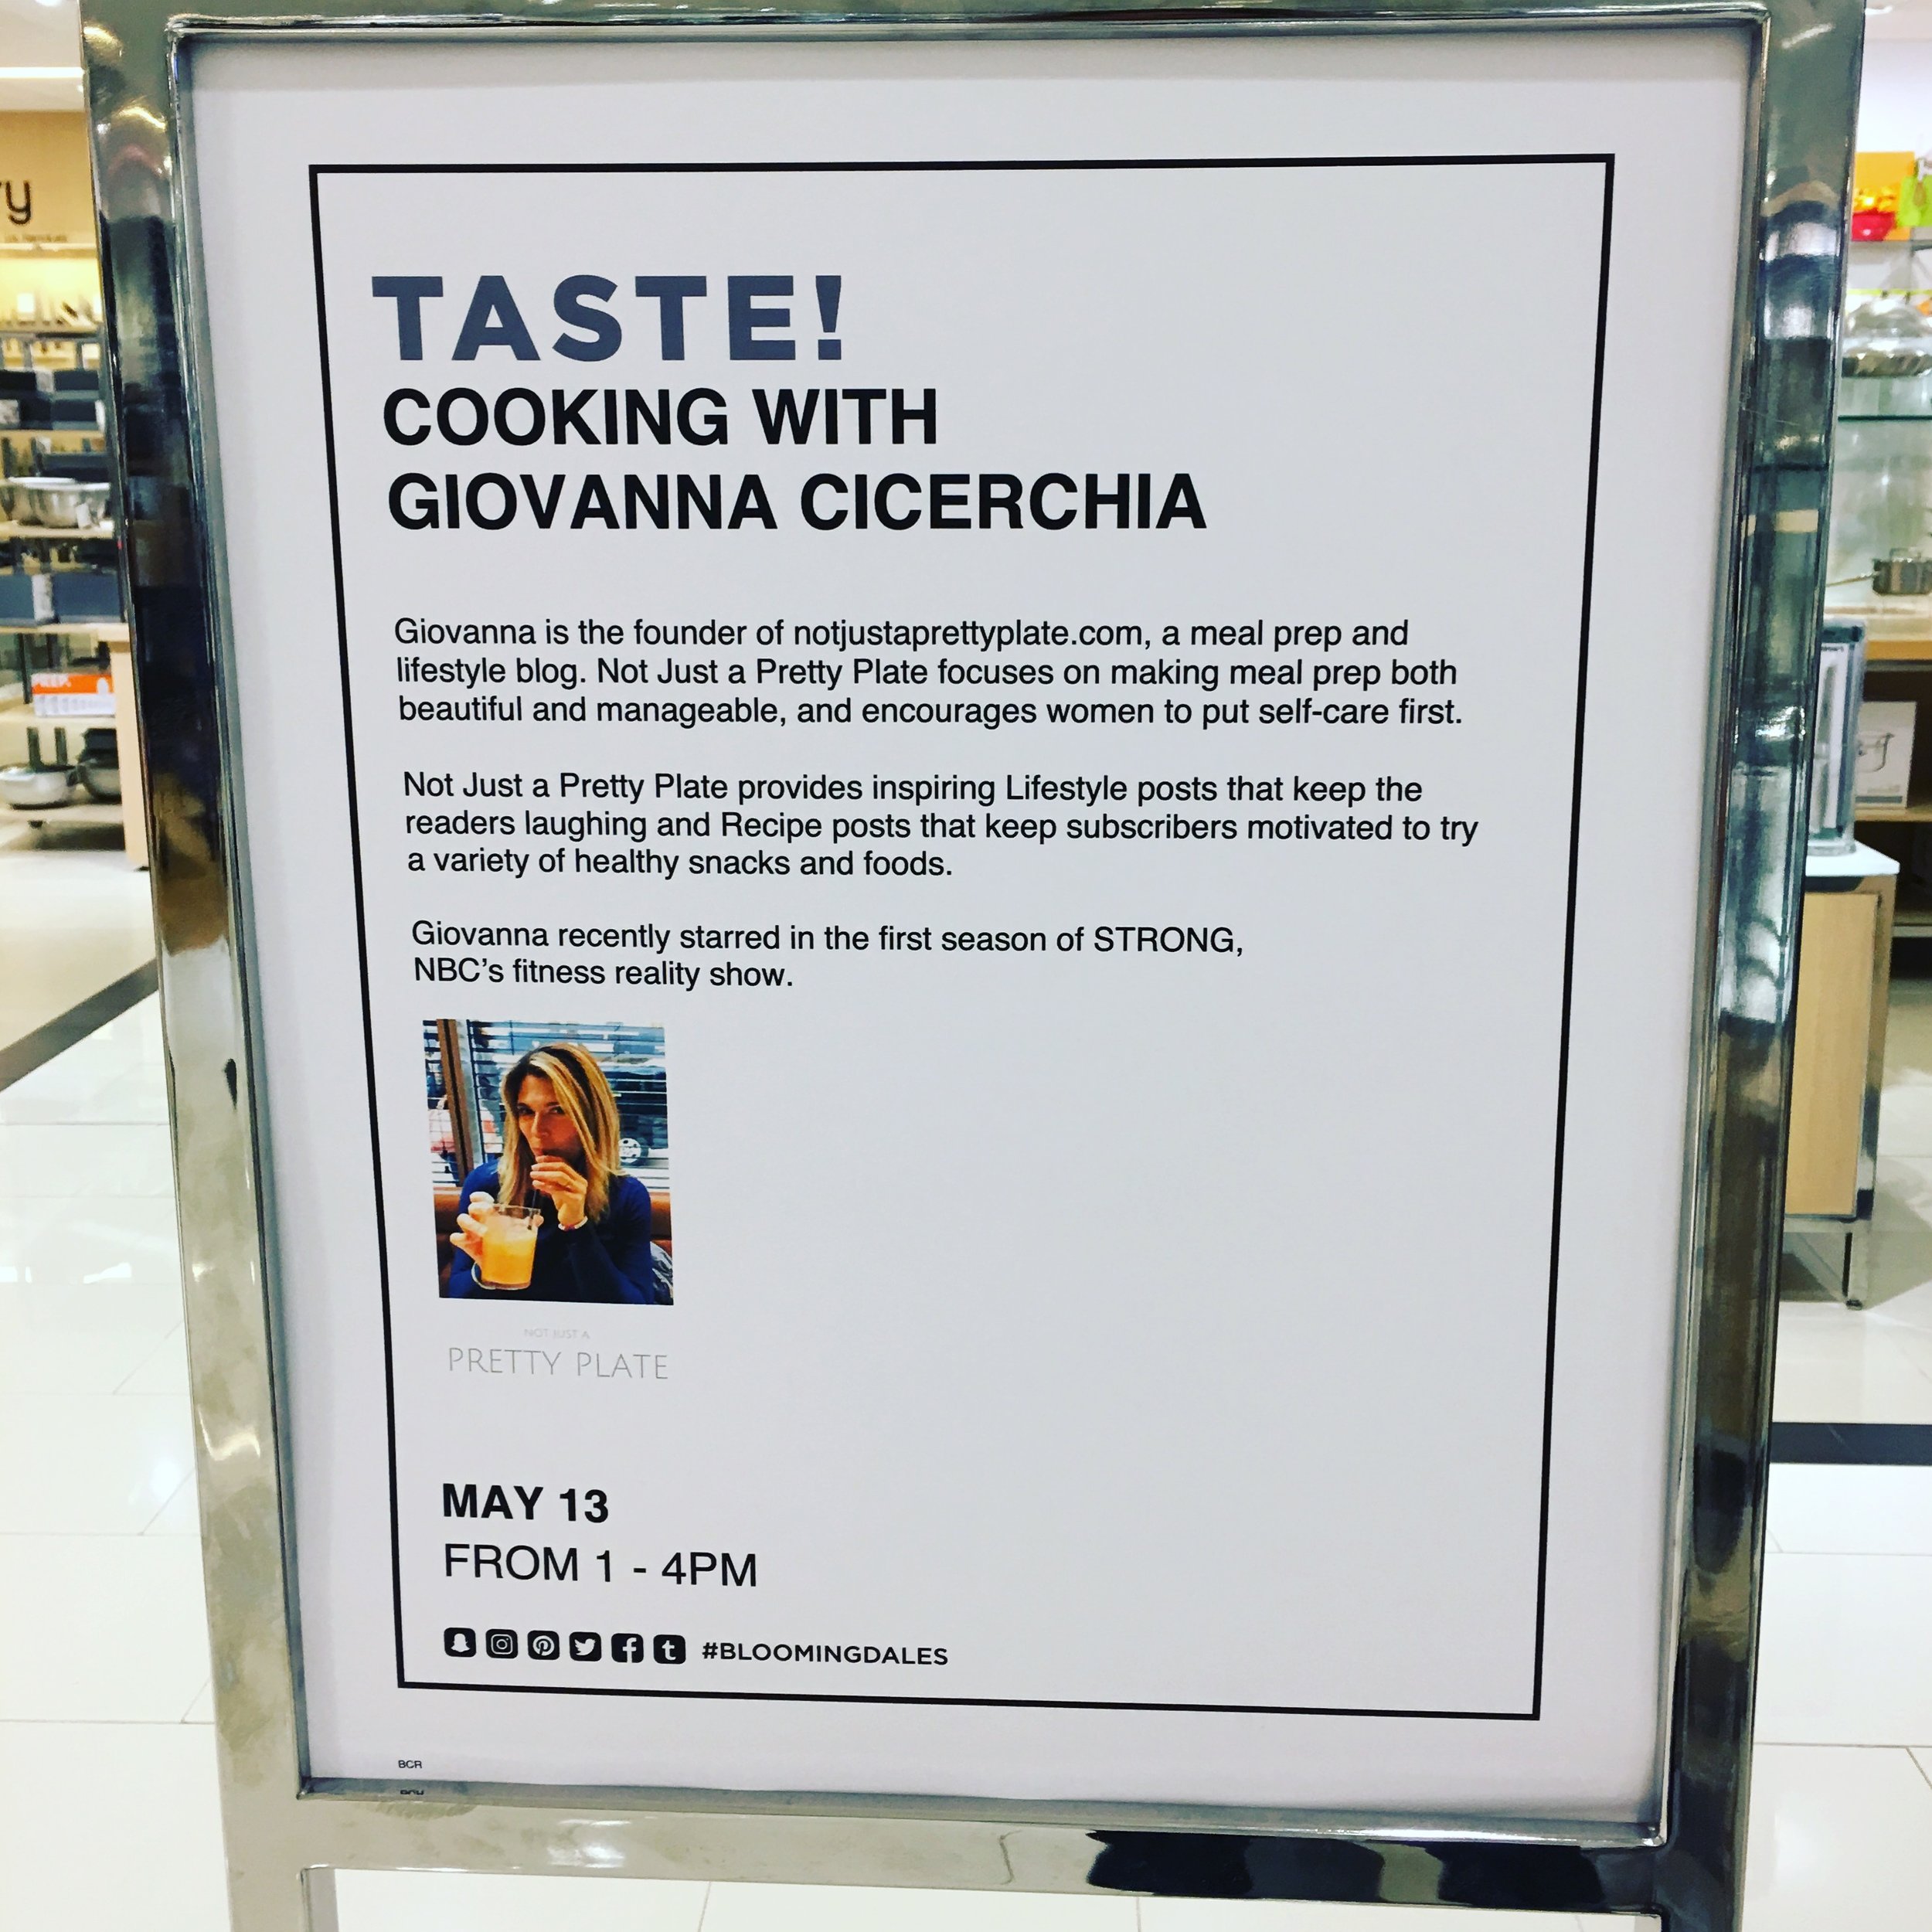 TASTE!
COOKING WITH
GIOVANNA CICERCHIA
Giovanna is the founder of notjustaprettyplate.com, a meal prep and
lifestyle blog. Not Just a Pretty Plate focuses on making meal prep both
beautiful and manageable, and encourages women to put self-care first.
Not Just a Pretty Plate provides inspiring Lifestyle posts that keep the
readers laughing and Recipe posts that keep subscribers motivated to try
a variety of healthy snacks and foods.
Giovanna recently starred in the first season of STRONG,
NBC's fitness reality show.
NOT JUST A
PRETTY PLATE
MAY 13
FROM 1 - 4PM
#BLOOMINGDALES
BCR